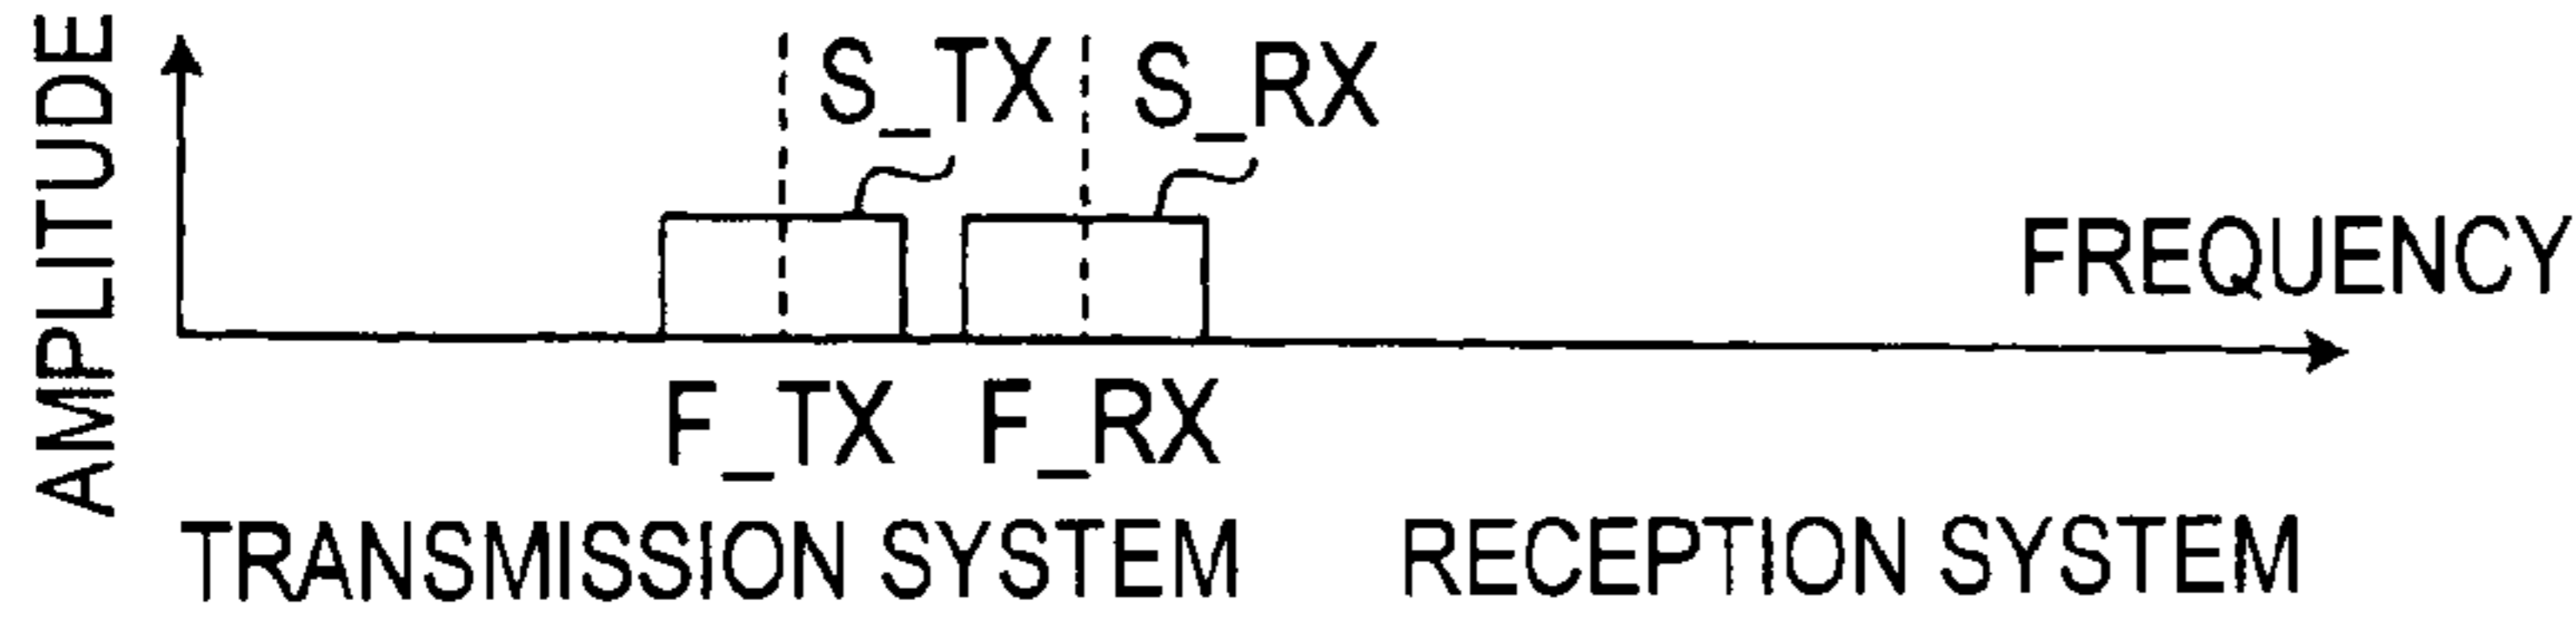 AMPLITUDE
S_TX S_RX
FREQUENCY
F_TX F_RX
TRANSMISSION SYSTEM RECEPTION SYSTEM